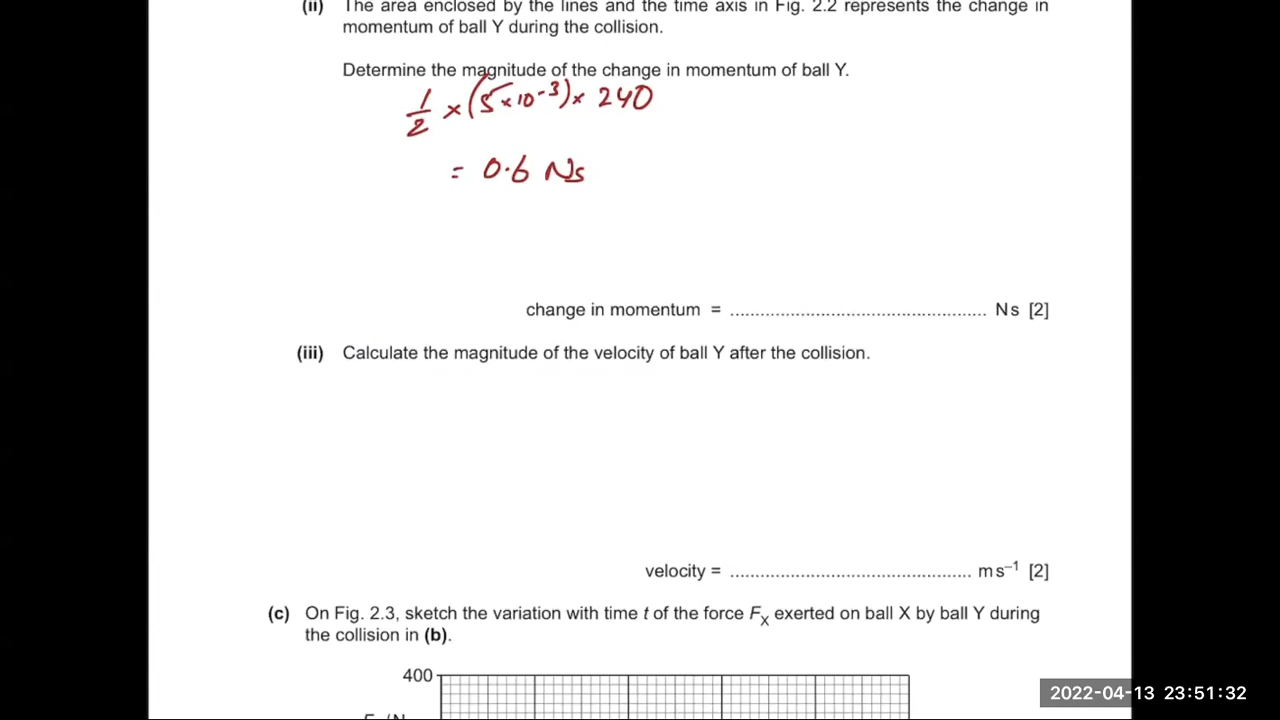 (ii) The area enclosed by the lines and the time axis in Fig. 2.2 represents the change in
momentum of ball Y during the collision.
Determine the magnitude of the change in momentum of ball Y.
1/2 × (5 × 10⁻³) × 240
= 0.6 Ns
change in momentum = .................................................. N s [2]
(iii) Calculate the magnitude of the velocity of ball Y after the collision.
velocity = ............................................... m s⁻¹ [2]
(c) On Fig. 2.3, sketch the variation with time t of the force Fₓ exerted on ball X by ball Y during
the collision in (b).
400
2022-04-13 23:51:32